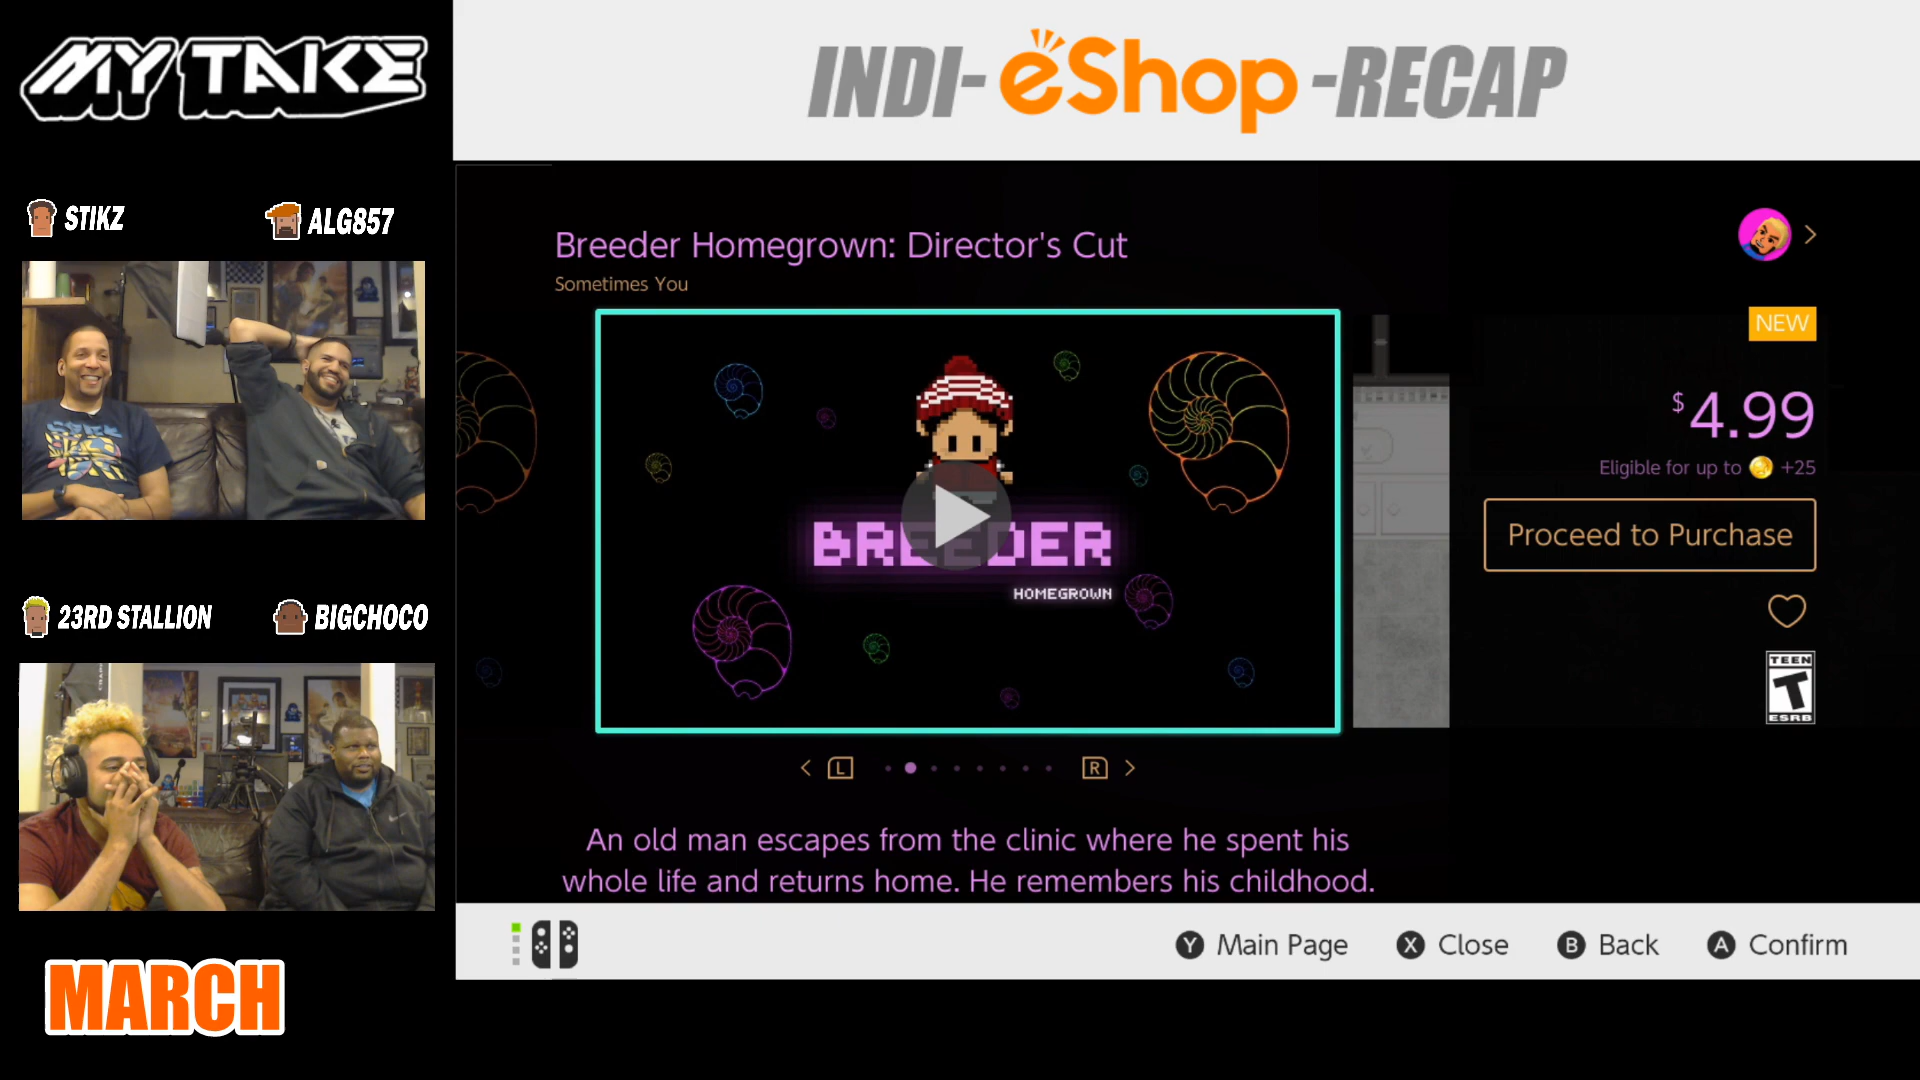 MY TAKE
INDI-eShop-RECAP
STIKZ
ALG857
23RD STALLION
BIGCHOCO
MARCH
Breeder Homegrown: Director's Cut
Sometimes You
BREEDER
HOMEGROWN
L
R
An old man escapes from the clinic where he spent his
whole life and returns home. He remembers his childhood.
NEW
$4.99
Eligible for up to +25
Proceed to Purchase
TEEN
T
ESRB
Y Main Page
X Close
B Back
A Confirm